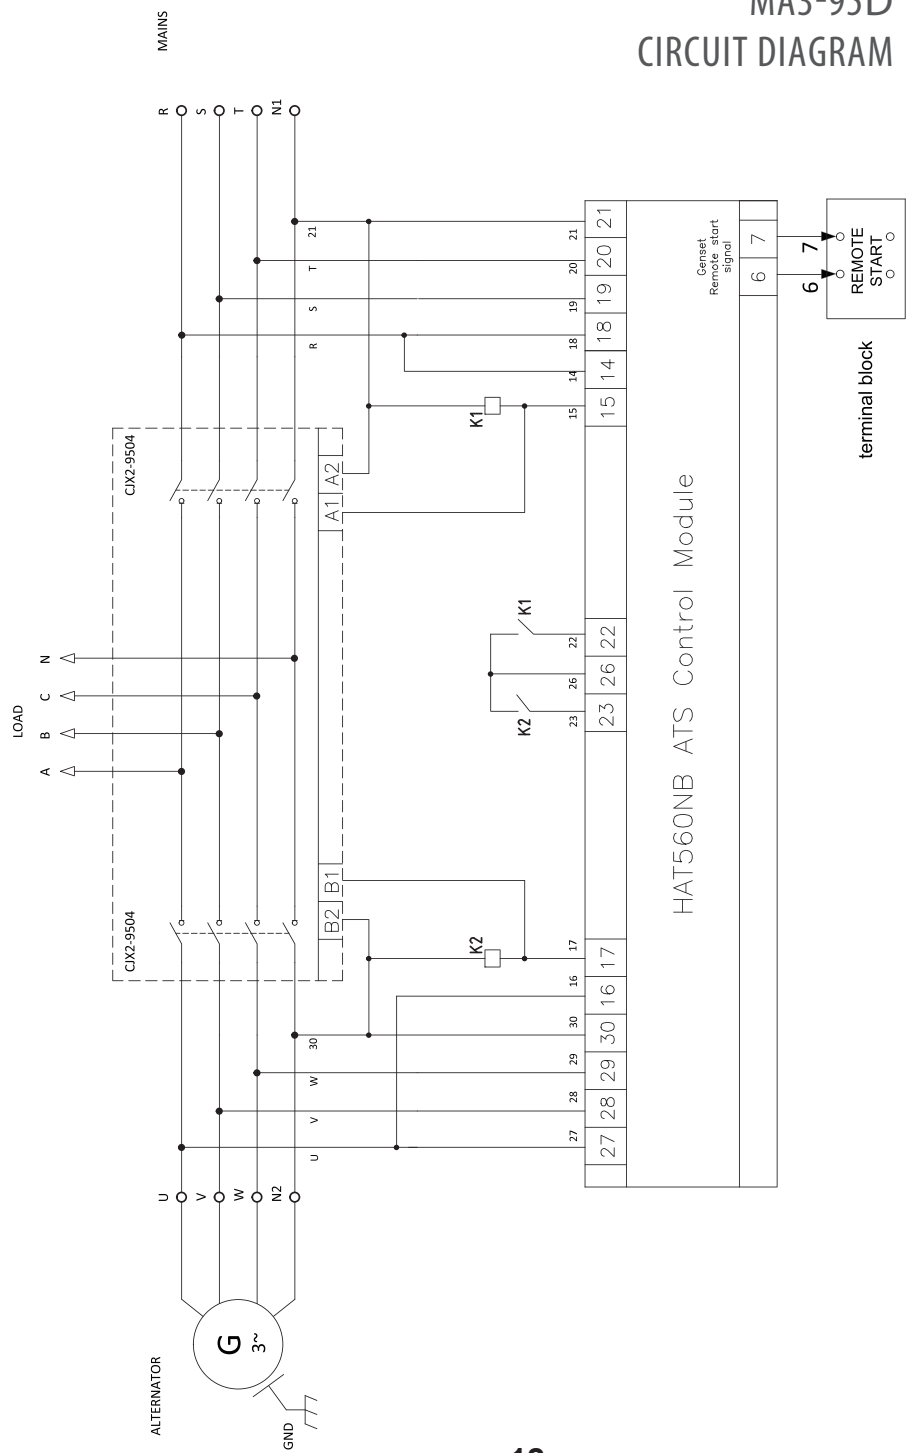 CIRCUIT DIAGRAM
MAINS
R
S
T
N1
21
T
S
R
CJX2-9504
A2
A1
K1
21
20
19
18
14
15
21
20
19
18
14
15
Genset
Remote start
signal
7
6
7
6
REMOTE
START
terminal block
LOAD
N
C
B
A
K1
K2
22
26
23
22
26
23
HAT560NB ATS Control Module
CJX2-9504
B1
B2
K2
17
16
30
29
28
27
17
16
30
29
28
27
30
W
V
U
U
V
W
N2
ALTERNATOR
G
3~
GND